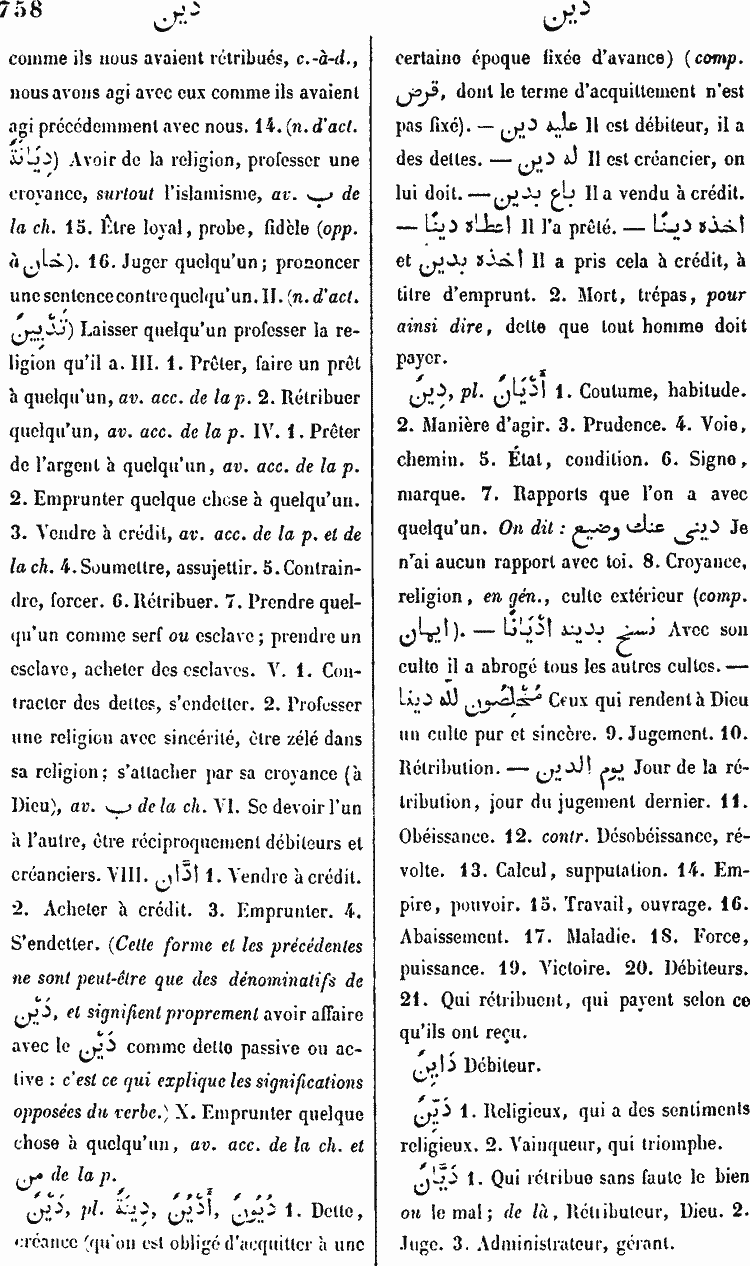 758
دين
دين
comme ils nous avaient rétribués, c.-à-d.,
nous avons agi avec eux comme ils avaient
agi précédemment avec nous. 14. (n. d'act.
دِيَانَةٌ) Avoir de la religion, professer une
croyance, surtout l'islamisme, av. ب de
la ch. 15. Être loyal, probe, fidèle (opp.
à خان). 16. Juger quelqu'un; prononcer
une sentence contre quelqu'un. II. (n. d'act.
تَدْيِينٌ) Laisser quelqu'un professer la re-
ligion qu'il a. III. 1. Prêter, faire un prêt
à quelqu'un, av. acc. de la p. 2. Rétribuer
quelqu'un, av. acc. de la p. IV. 1. Prêter
de l'argent à quelqu'un, av. acc. de la p.
2. Emprunter quelque chose à quelqu'un.
3. Vendre à crédit, av. acc. de la p. et de
la ch. 4. Soumettre, assujettir. 5. Contrain-
dre, forcer. 6. Rétribuer. 7. Prendre quel-
qu'un comme serf ou esclave; prendre un
esclave, acheter des esclaves. V. 1. Con-
tracter des dettes, s'endetter. 2. Professer
une religion avec sincérité, être zélé dans
sa religion; s'attacher par sa croyance (à
Dieu), av. ب de la ch. VI. Se devoir l'un
à l'autre, être réciproquement débiteurs et
créanciers. VIII. إدّان 1. Vendre à crédit.
2. Acheter à crédit. 3. Emprunter. 4.
S'endetter. (Cette forme et les précédentes
ne sont peut-être que des dénominatifs de
دَيْن, et signifient proprement avoir affaire
avec le دَيْن comme dette passive ou ac-
tive : c'est ce qui explique les significations
opposées du verbe.) X. Emprunter quelque
chose à quelqu'un, av. acc. de la ch. et
من de la p.
دَيْنٌ, pl. دِينَةٌ, أَدْيُنٌ, دُيُونٌ 1. Dette,
créance (qu'on est obligé d'acquitter à une
certaine époque fixée d'avance) (comp.
قرض, dont le terme d'acquittement n'est
pas fixé). — عليه دين Il est débiteur, il a
des dettes. — له دين Il est créancier, on
lui doit. — باع بدين Il a vendu à crédit.
— اعطاه دينًا Il l'a prêté. — اخذه دينًا
et اخذه بدين Il a pris cela à crédit, à
titre d'emprunt. 2. Mort, trépas, pour
ainsi dire, dette que tout homme doit
payer.
دِينٌ, pl. أَدْيَانٌ 1. Coutume, habitude.
2. Manière d'agir. 3. Prudence. 4. Voie,
chemin. 5. État, condition. 6. Signe,
marque. 7. Rapports que l'on a avec
quelqu'un. On dit : دينى عنك وضيع Je
n'ai aucun rapport avec toi. 8. Croyance,
religion, en gén., culte extérieur (comp.
ايمان). — نسخ بدينه اَدْيَانًا Avec son
culte il a abrogé tous les autres cultes. —
مُخْلِصُون لله دينا Ceux qui rendent à Dieu
un culte pur et sincère. 9. Jugement. 10.
Rétribution. — يوم الدين Jour de la ré-
tribution, jour du jugement dernier. 11.
Obéissance. 12. contr. Désobéissance, ré-
volte. 13. Calcul, supputation. 14. Em-
pire, pouvoir. 15. Travail, ouvrage. 16.
Abaissement. 17. Maladie. 18. Force,
puissance. 19. Victoire. 20. Débiteurs.
21. Qui rétribuent, qui payent selon ce
qu'ils ont reçu.
دَايِنٌ Débiteur.
دَيِّنٌ 1. Religieux, qui a des sentiments
religieux. 2. Vainqueur, qui triomphe.
دَيَّانٌ 1. Qui rétribue sans faute le bien
ou le mal; de là, Rétributeur, Dieu. 2.
Juge. 3. Administrateur, gérant.